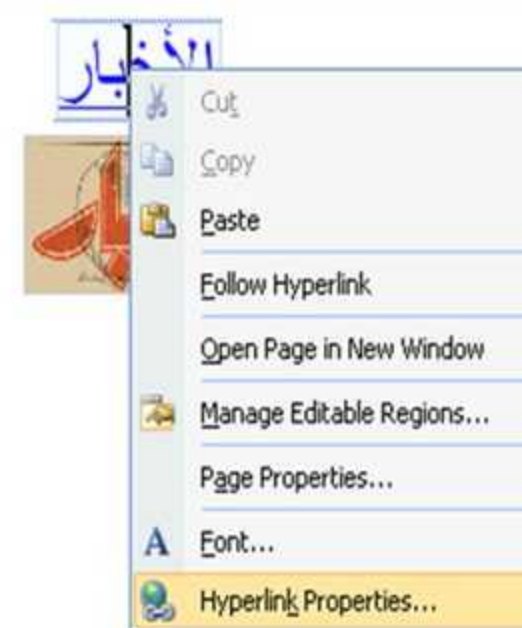 الأخبار
Cut
Copy
Paste
Follow Hyperlink
Open Page in New Window
Manage Editable Regions...
Page Properties...
Font...
Hyperlink Properties...